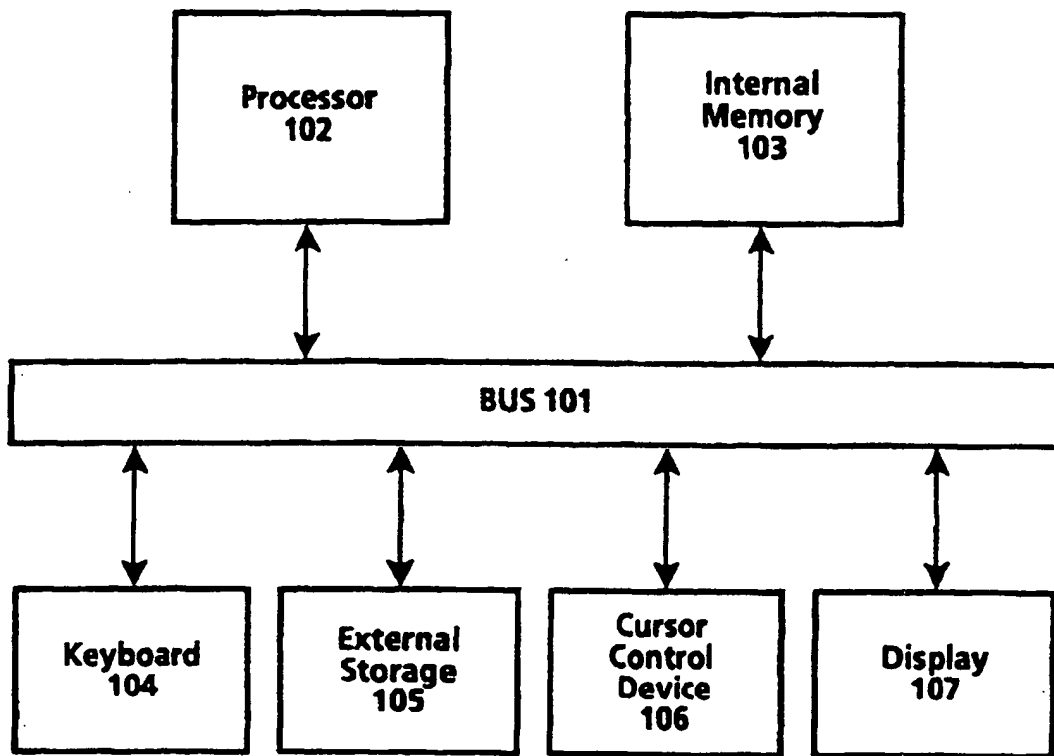 Processor
102
Internal
Memory
103
BUS 101
Keyboard
104
External
Storage
105
Cursor
Control
Device
106
Display
107